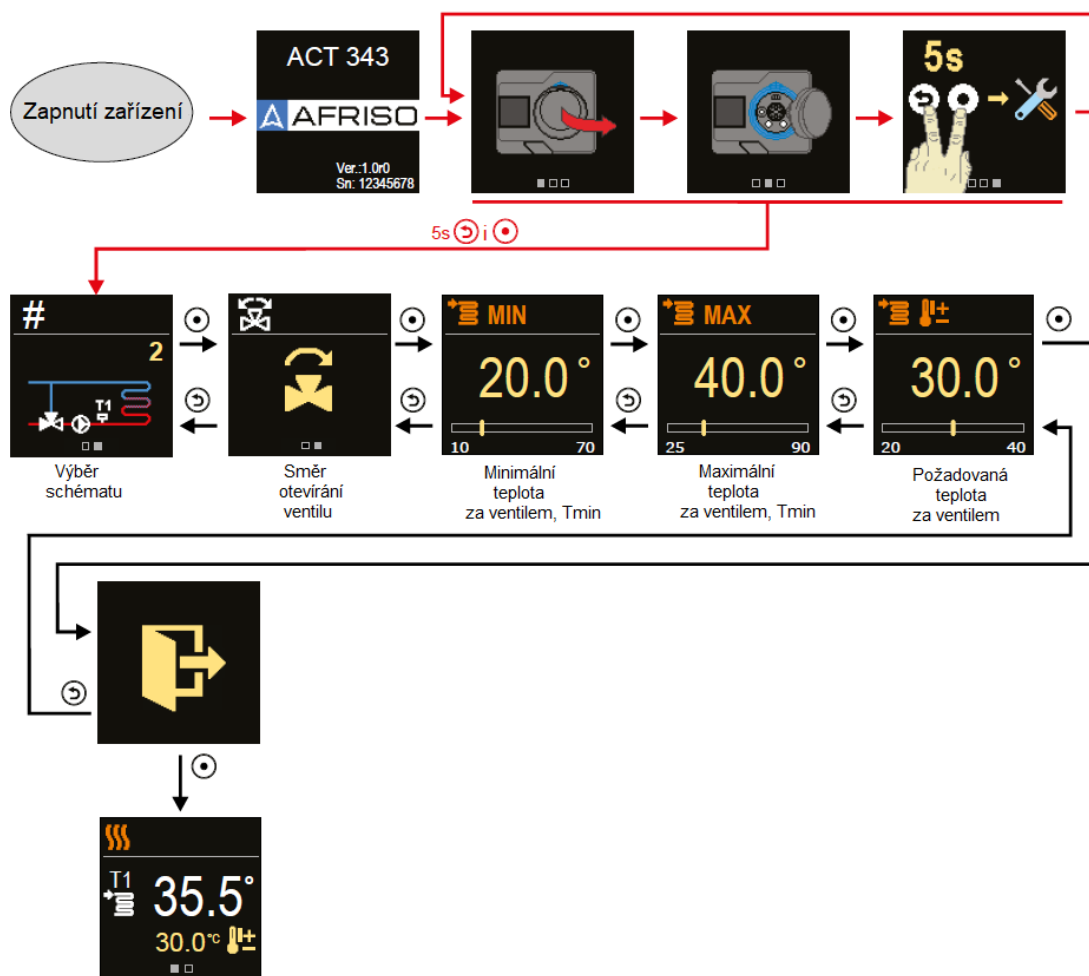 ACT 343
5s
Zapnutí zařízení
AFRISO
Ver.:1.0r0
Sn: 12345678
5s i
#
2
T1
MIN
20.0 °
10 70
MAX
40.0 °
25 90
30.0 °
20 40
Výběr
schématu
Směr
otevírání
ventilu
Minimální
teplota
za ventilem, Tmin
Maximální
teplota
za ventilem, Tmin
Požadovaná
teplota
za ventilem
T1
35.5°
30.0°C